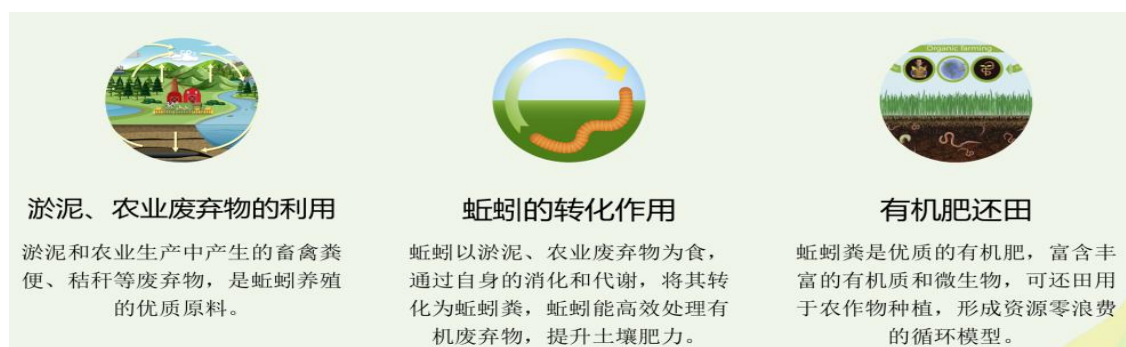 Organic farming
淤泥、农业废弃物的利用
淤泥和农业生产中产生的畜禽粪
便、秸秆等废弃物，是蚯蚓养殖
的优质原料。
蚯蚓的转化作用
蚯蚓以淤泥、农业废弃物为食，
通过自身的消化和代谢，将其转
化为蚯蚓粪，蚯蚓能高效处理有
机废弃物，提升土壤肥力。
有机肥还田
蚯蚓粪是优质的有机肥，富含丰
富的有机质和微生物，可还田用
于农作物种植，形成资源零浪费
的循环模型。